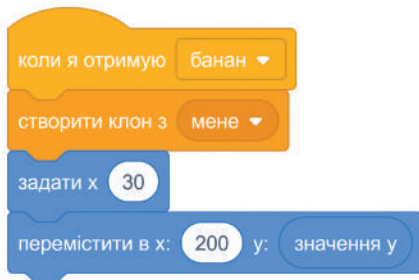 коли я отримую банан
створити клон з мене
задати x 30
перемістити в x: 200 y: значення y